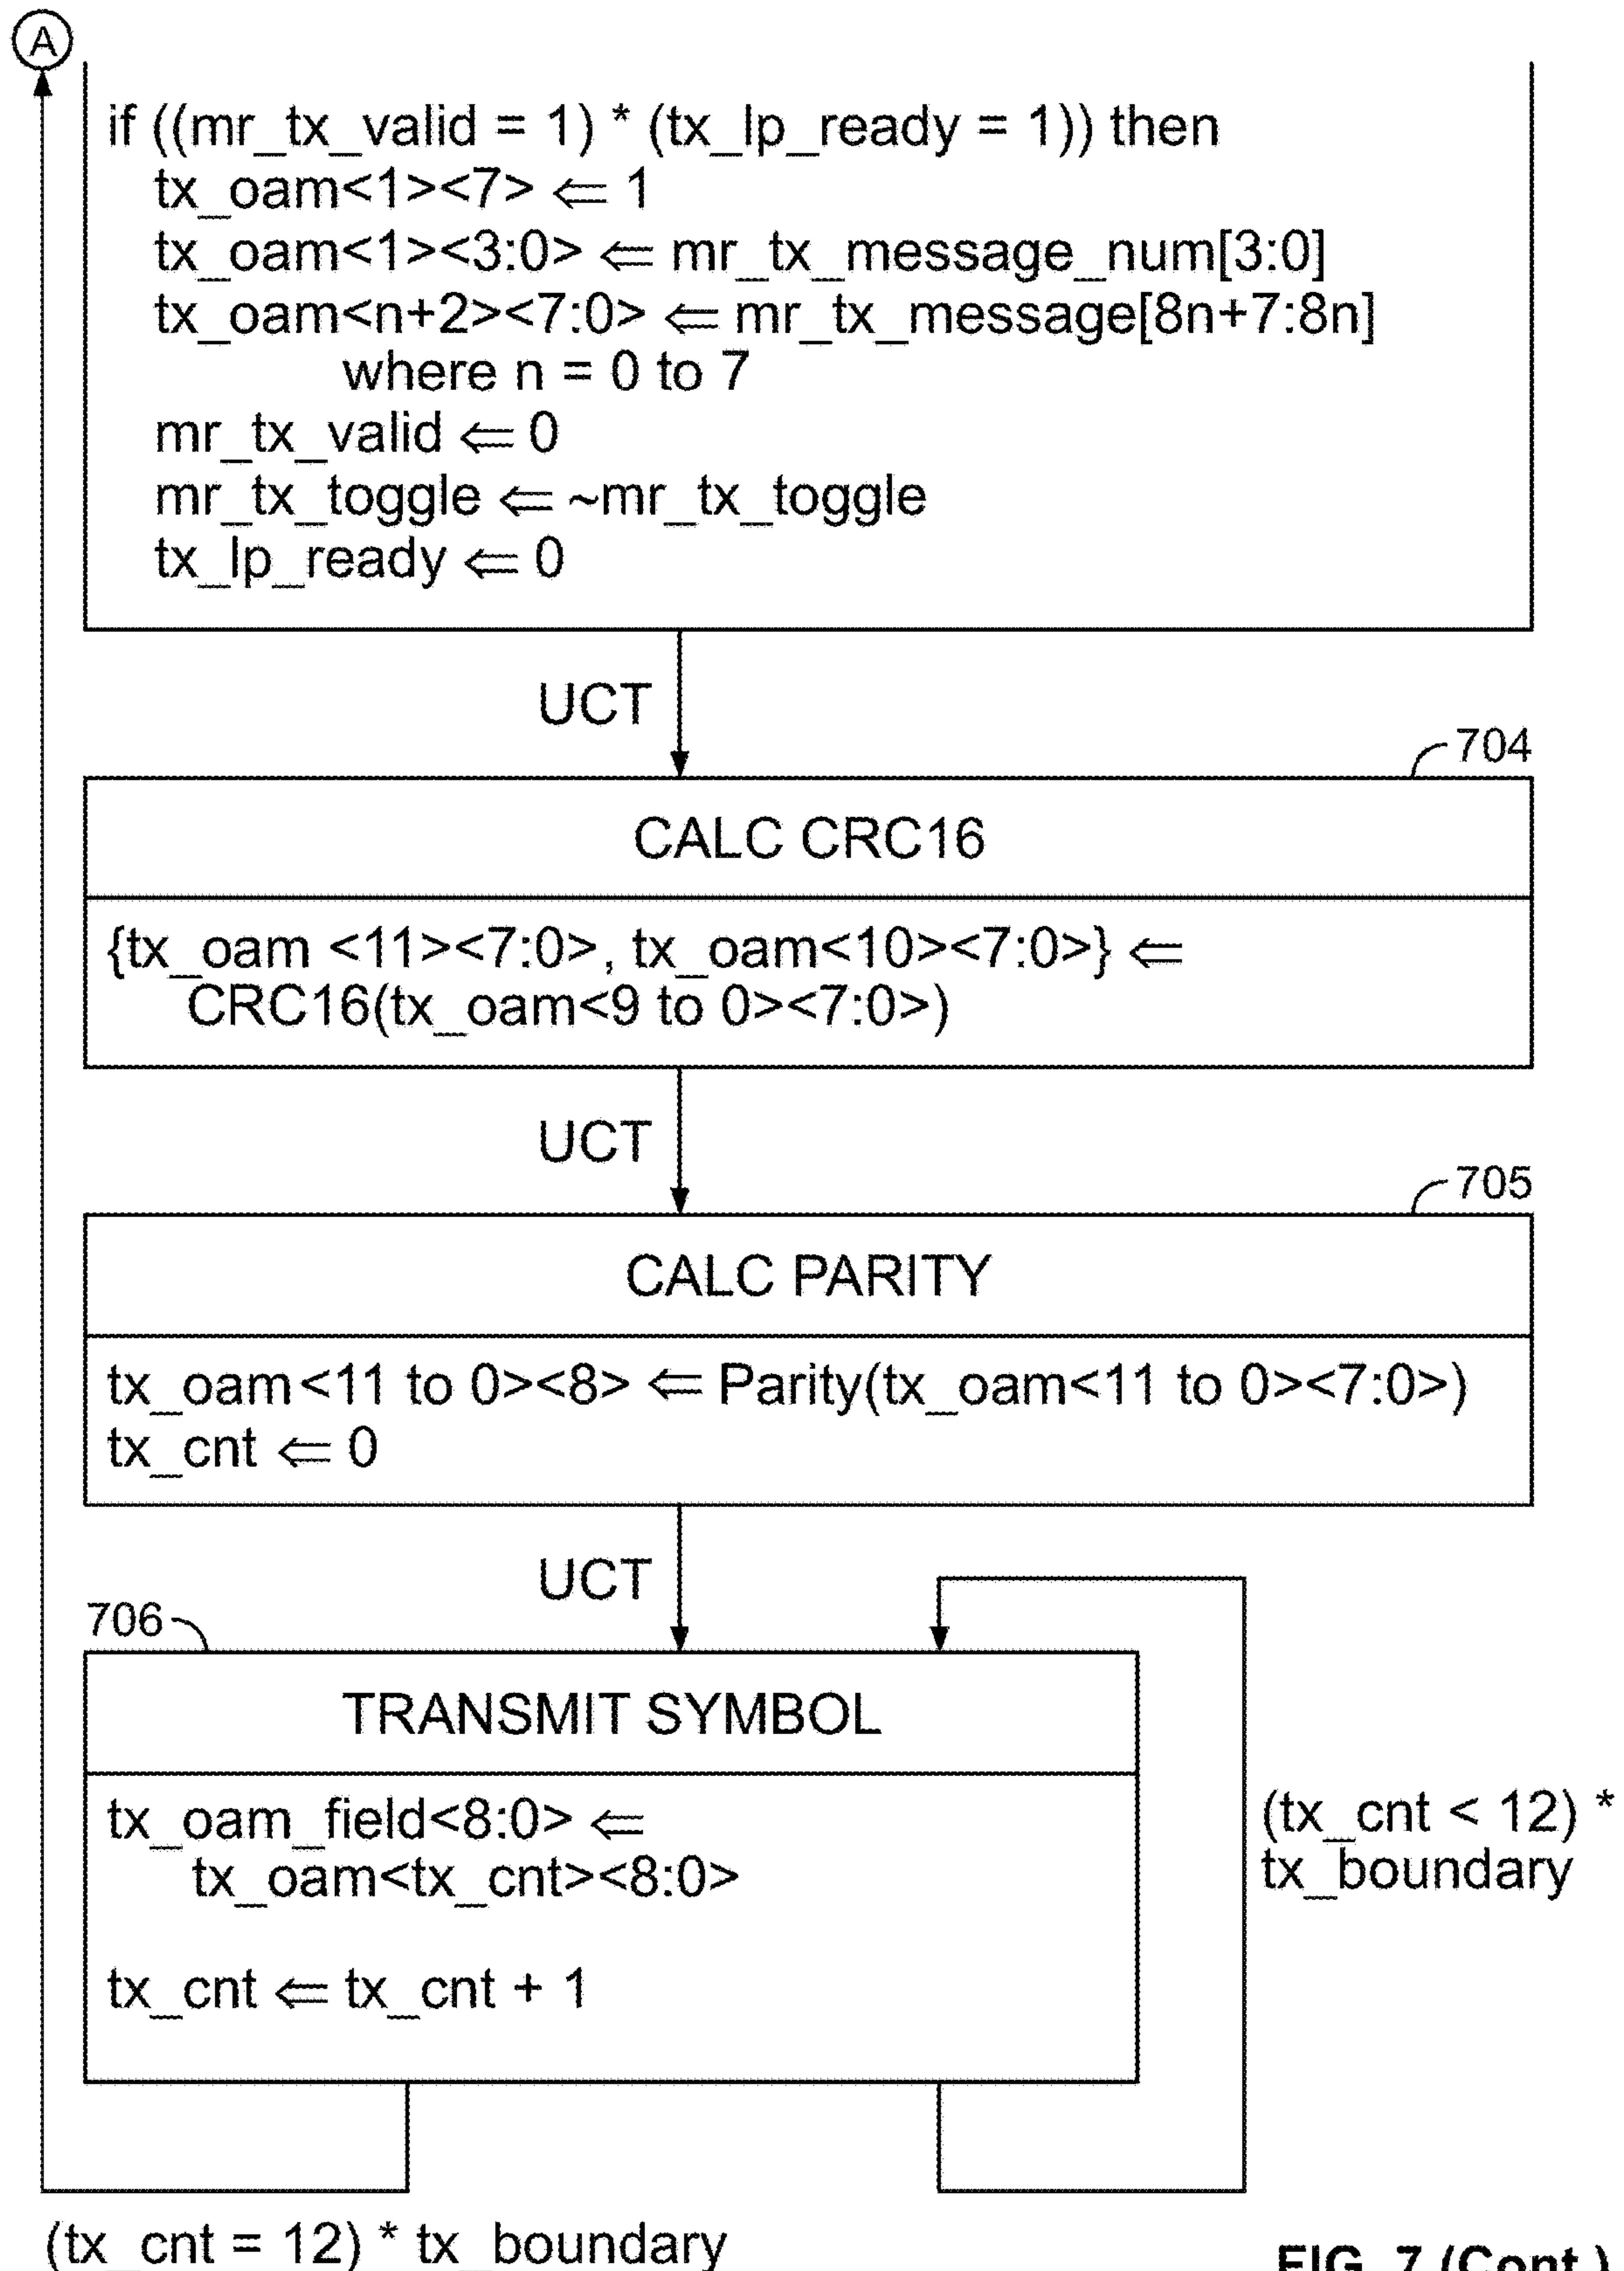 A
if ((mr_tx_valid = 1) * (tx_lp_ready = 1)) then
tx_oam<1><7> ⇐ 1
tx_oam<1><3:0> ⇐ mr_tx_message_num[3:0]
tx_oam<n+2><7:0> ⇐ mr_tx_message[8n+7:8n]
where n = 0 to 7
mr_tx_valid ⇐ 0
mr_tx_toggle ⇐ ~mr_tx_toggle
tx_lp_ready ⇐ 0
UCT
704
CALC CRC16
{tx_oam <11><7:0>, tx_oam<10><7:0>} ⇐
CRC16(tx_oam<9 to 0><7:0>)
UCT
705
CALC PARITY
tx_oam<11 to 0><8> ⇐ Parity(tx_oam<11 to 0><7:0>)
tx_cnt ⇐ 0
UCT
706
TRANSMIT SYMBOL
tx_oam_field<8:0> ⇐
tx_oam<tx_cnt><8:0>
tx_cnt ⇐ tx_cnt + 1
(tx_cnt < 12) *
tx_boundary
(tx_cnt = 12) * tx_boundary
FIG. 7 (Cont.)